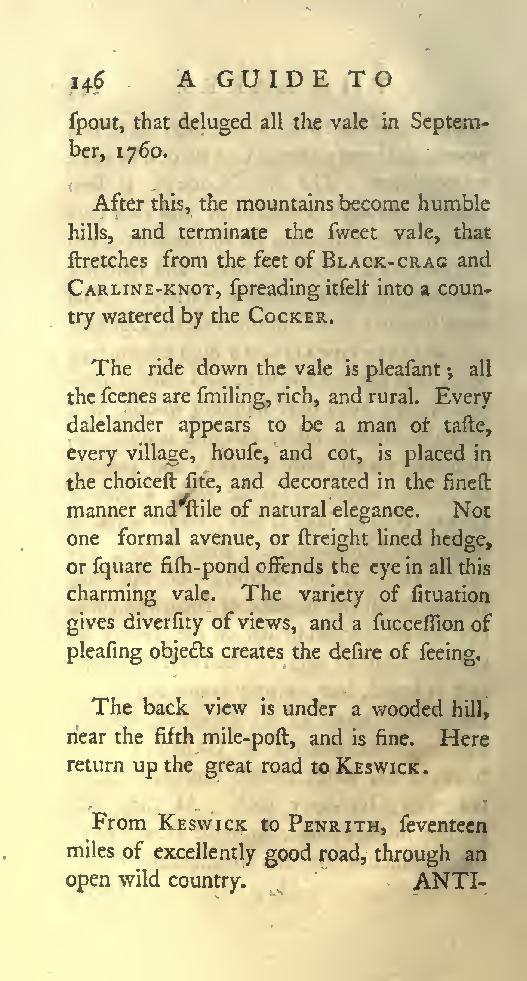 146 A GUIDE TO
ſpout, that deluged all the vale in Septem-
ber, 1760.
After this, the mountains become humble
hills, and terminate the ſweet vale, that
ſtretches from the feet of BLACK-CRAG and
CARLINE-KNOT, ſpreading itſelf into a coun-
try watered by the COCKER.
The ride down the vale is pleaſant; all
the ſcenes are ſmiling, rich, and rural. Every
dalelander appears to be a man of taſte,
every village, houſe, and cot, is placed in
the choiceſt ſite, and decorated in the fineſt
manner and ſtile of natural elegance. Not
one formal avenue, or ſtreight lined hedge,
or ſquare fiſh-pond offends the eye in all this
charming vale. The variety of ſituation
gives diverſity of views, and a ſucceſſion of
pleaſing objects creates the deſire of ſeeing.
The back view is under a wooded hill,
near the fifth mile-poſt, and is fine. Here
return up the great road to KESWICK.
From KESWICK to PENRITH, ſeventeen
miles of excellently good road, through an
open wild country. ANTI-